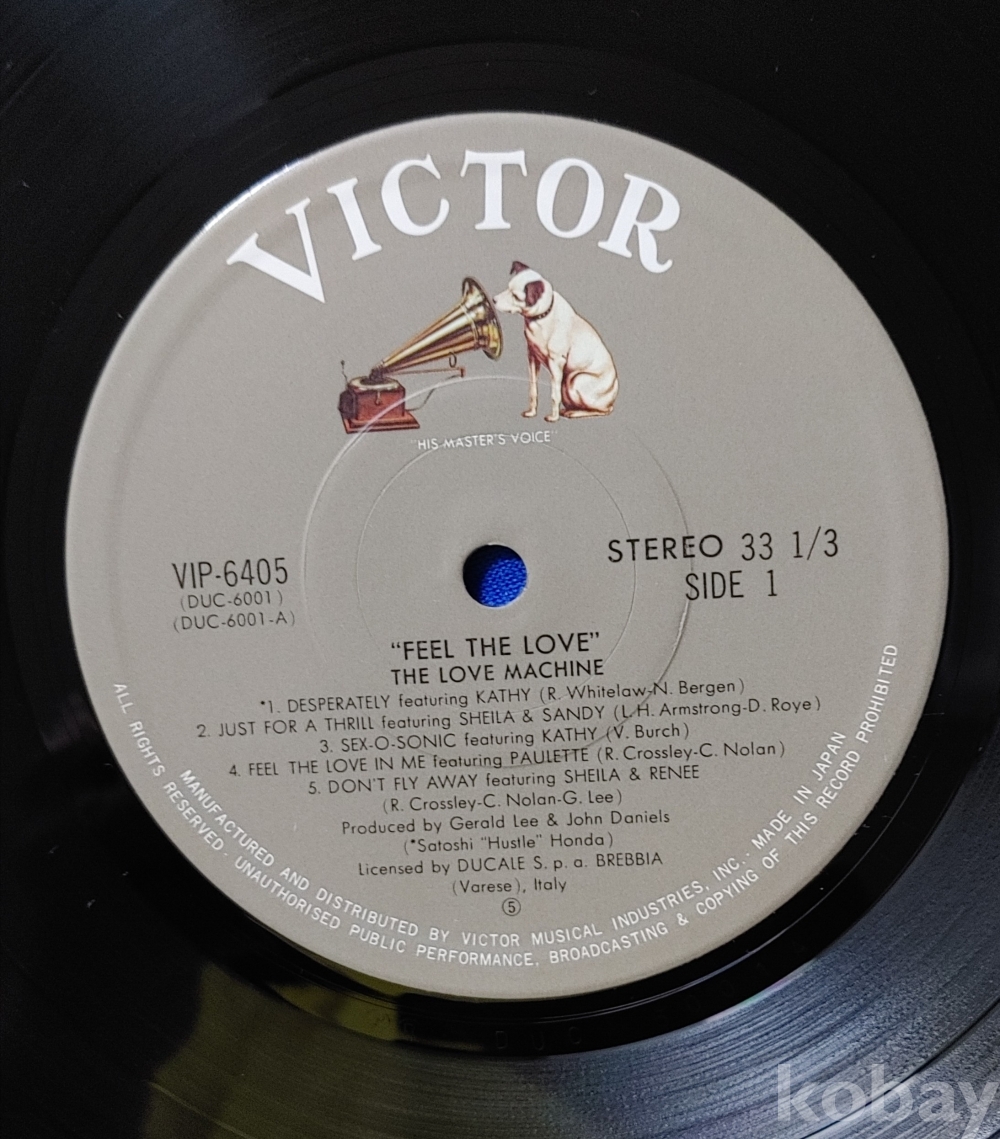 VICTOR
"HIS MASTER'S VOICE"
VIP-6405
(DUC-6001)
(DUC-6001-A)
STEREO 33 1/3
SIDE 1
"FEEL THE LOVE"
THE LOVE MACHINE
*1. DESPERATELY featuring KATHY (R. Whitelaw-N. Bergen)
2. JUST FOR A THRILL featuring SHEILA & SANDY (L.H. Armstrong-D. Roye)
3. SEX-O-SONIC featuring KATHY (V. Burch)
4. FEEL THE LOVE IN ME featuring PAULETTE (R. Crossley-C. Nolan)
5. DON'T FLY AWAY featuring SHEILA & RENEE
(R. Crossley-C. Nolan-G. Lee)
Produced by Gerald Lee & John Daniels
(*Satoshi "Hustle" Honda)
Licensed by DUCALE S. p. a. BREBBIA
(Varese), Italy
⑤
MANUFACTURED AND DISTRIBUTED BY VICTOR MUSICAL INDUSTRIES, INC.· MADE IN JAPAN
ALL RIGHTS RESERVED · UNAUTHORISED PUBLIC PERFORMANCE, BROADCASTING & COPYING OF THIS RECORD PROHIBITED
kobay